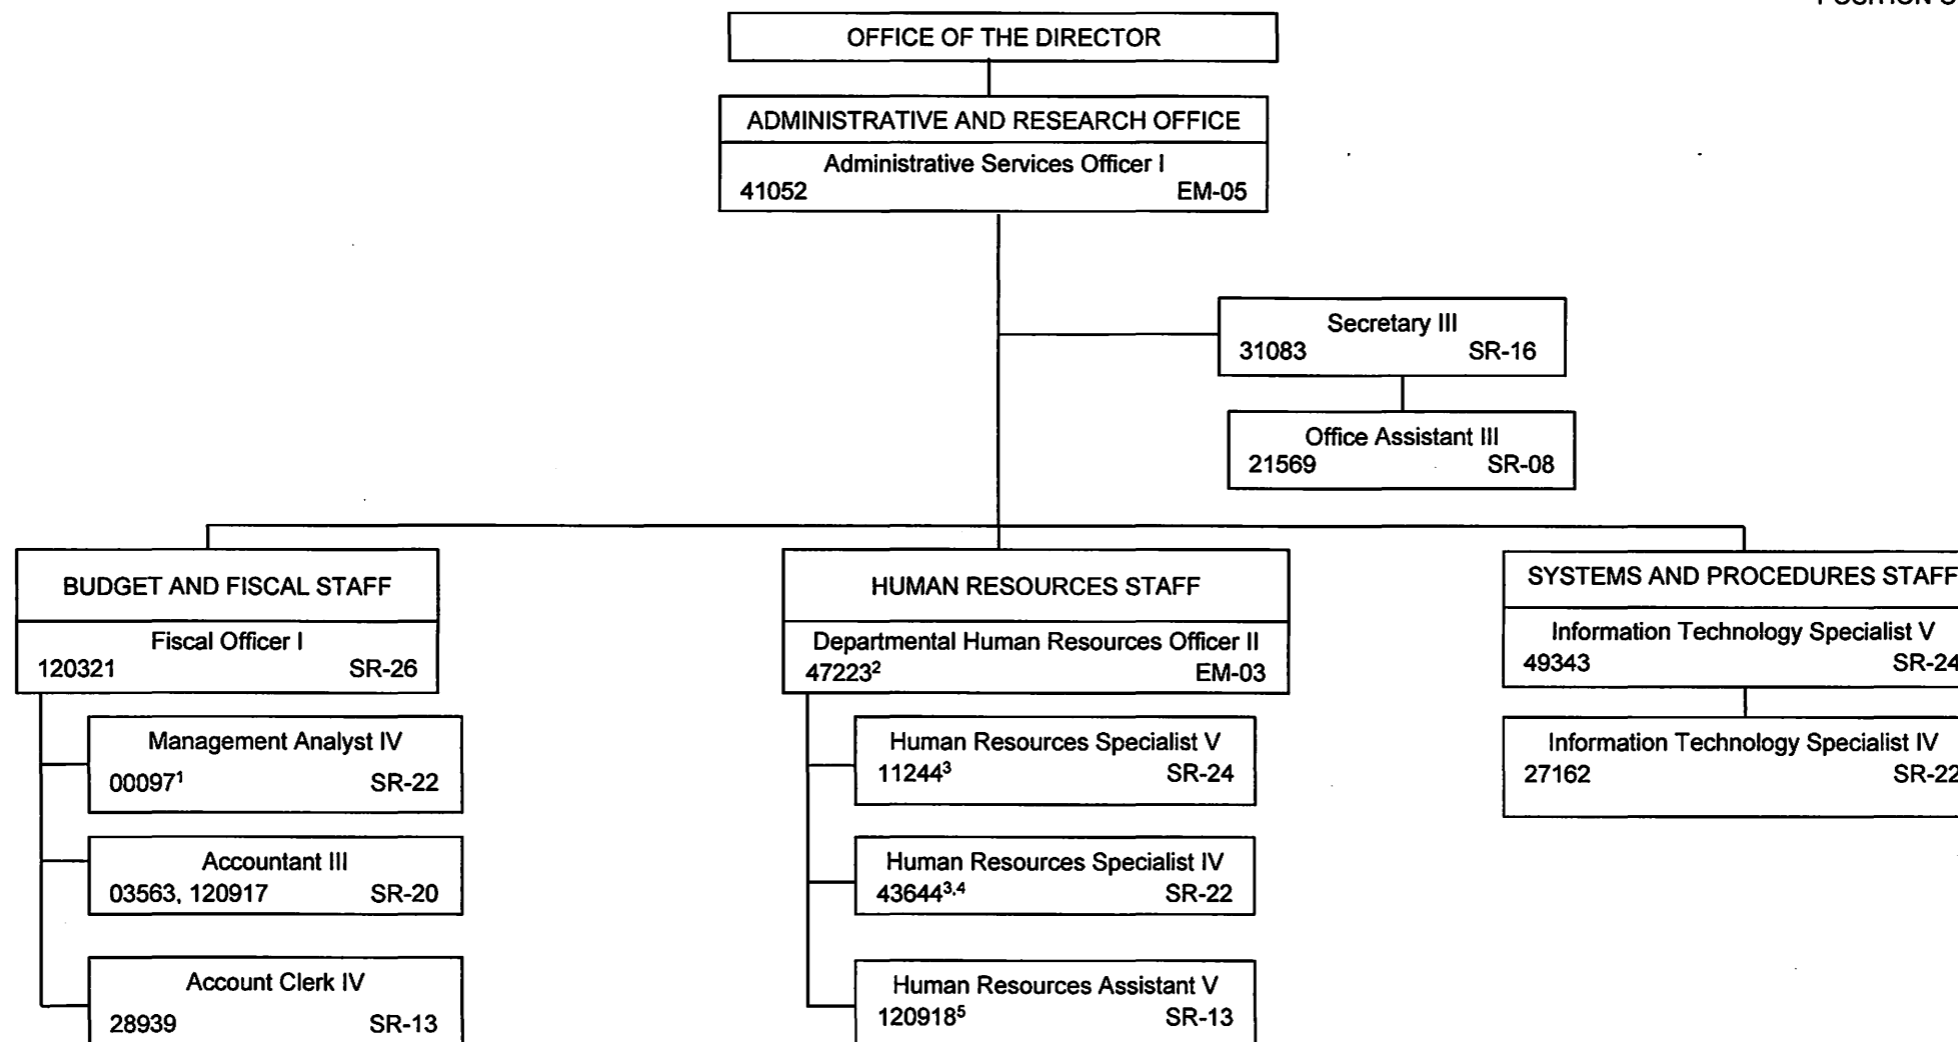 OFFICE OF THE DIRECTOR
ADMINISTRATIVE AND RESEARCH OFFICE
Administrative Services Officer I
41052 EM-05
Secretary III
31083 SR-16
Office Assistant III
21569 SR-08
BUDGET AND FISCAL STAFF
Fiscal Officer I
120321 SR-26
Management Analyst IV
00097¹ SR-22
Accountant III
03563, 120917 SR-20
Account Clerk IV
28939 SR-13
HUMAN RESOURCES STAFF
Departmental Human Resources Officer II
47223² EM-03
Human Resources Specialist V
11244³ SR-24
Human Resources Specialist IV
43644³,⁴ SR-22
Human Resources Assistant V
120918⁵ SR-13
SYSTEMS AND PROCEDURES STAFF
Information Technology Specialist V
49343 SR-24
Information Technology Specialist IV
27162 SR-22